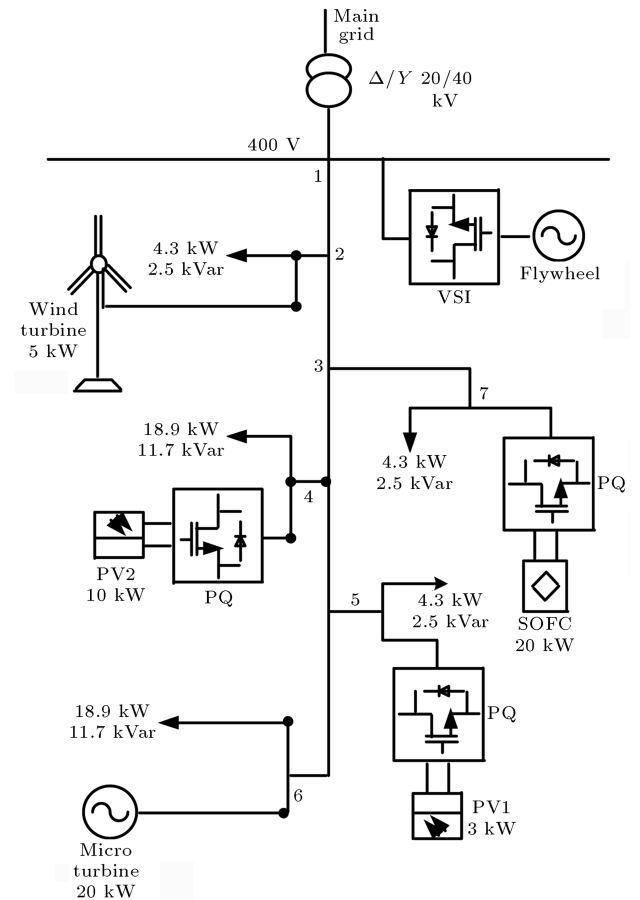 Main
grid
Δ/Y 20/40
kV
400 V
1
2
4.3 kW
2.5 kVar
VSI
Flywheel
Wind
turbine
5 kW
3
7
18.9 kW
11.7 kVar
4.3 kW
2.5 kVar
PQ
4
PV2
10 kW
PQ
5
4.3 kW
2.5 kVar
SOFC
20 kW
18.9 kW
11.7 kVar
PQ
6
PV1
3 kW
Micro
turbine
20 kW